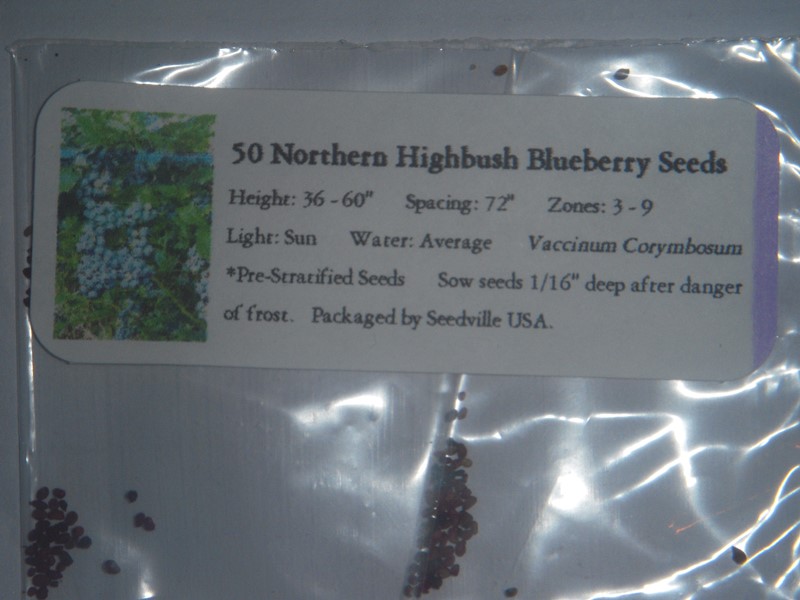 50 Northern Highbush Blueberry Seeds
Height: 36 - 60" Spacing: 72" Zones: 3 - 9
Light: Sun Water: Average Vaccinum Corymbosum
*Pre-Stratified Seeds Sow seeds 1/16" deep after danger
of frost. Packaged by Seedville USA.